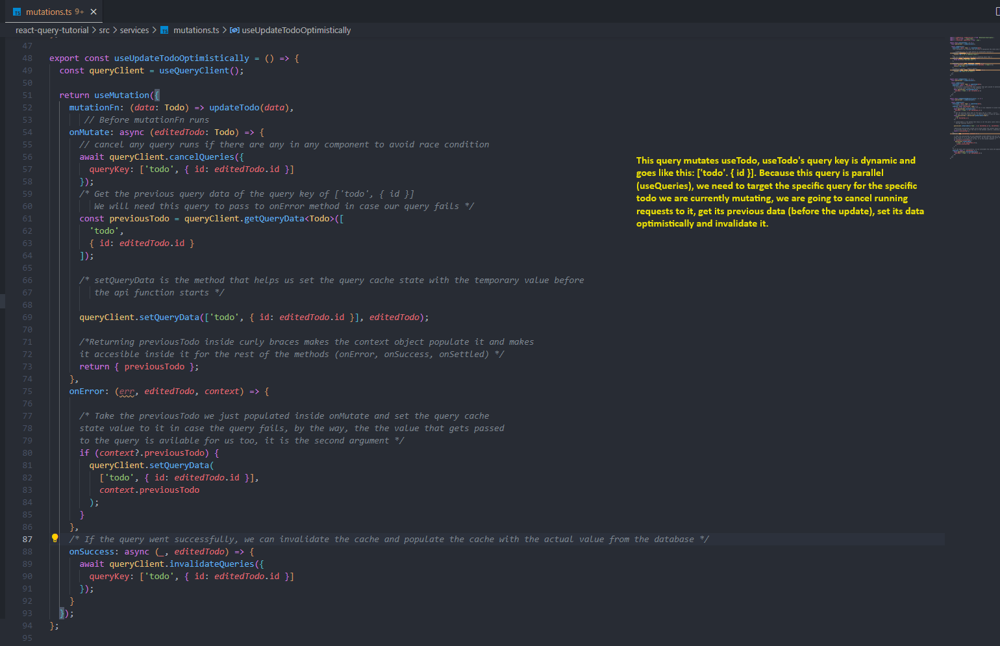 mutations.ts 9+ ×
react-query-tutorial > src > services > TS mutations.ts > useUpdateTodoOptimistically
47
48 export const useUpdateTodoOptimistically = () => {
49 const queryClient = useQueryClient();
50
51 return useMutation({
52 mutationFn: (data: Todo) => updateTodo(data),
53 // Before mutationFn runs
54 onMutate: async (editedTodo: Todo) => {
55 // cancel any query runs if there are any in any component to avoid race condition
56 await queryClient.cancelQueries({
57 queryKey: ['todo', { id: editedTodo.id }]
58 });
59 /* Get the previous query data of the query key of ['todo', { id }]
60 We will need this query to pass to onError method in case our query fails */
61 const previousTodo = queryClient.getQueryData<Todo>([
62 'todo',
63 { id: editedTodo.id }
64 ]);
65
66 /* setQueryData is the method that helps us set the query cache state with the temporary value before
67 the api function starts */
68
69 queryClient.setQueryData(['todo', { id: editedTodo.id }], editedTodo);
70
71 /*Returning previousTodo inside curly braces makes the context object populate it and makes
72 it accesible inside it for the rest of the methods (onError, onSuccess, onSettled) */
73 return { previousTodo };
74 },
75 onError: (err, editedTodo, context) => {
76
77 /* Take the previousTodo we just populated inside onMutate and set the query cache
78 state value to it in case the query fails, by the way, the the value that gets passed
79 to the query is avilable for us too, it is the second argument */
80 if (context?.previousTodo) {
81 queryClient.setQueryData(
82 ['todo', { id: editedTodo.id }],
83 context.previousTodo
84 );
85 }
86 },
87 /* If the query went successfully, we can invalidate the cache and populate the cache with the actual value from the database */
88 onSuccess: async (_, editedTodo) => {
89 await queryClient.invalidateQueries({
90 queryKey: ['todo', { id: editedTodo.id }]
91 });
92 }
93 });
94 };
95
This query mutates useTodo, useTodo's query key is dynamic and
goes like this: ['todo'. { id }]. Because this query is parallel
(useQueries), we need to target the specific query for the specific
todo we are currently mutating, we are going to cancel running
requests to it, get its previous data (before the update), set its data
optimistically and invalidate it.